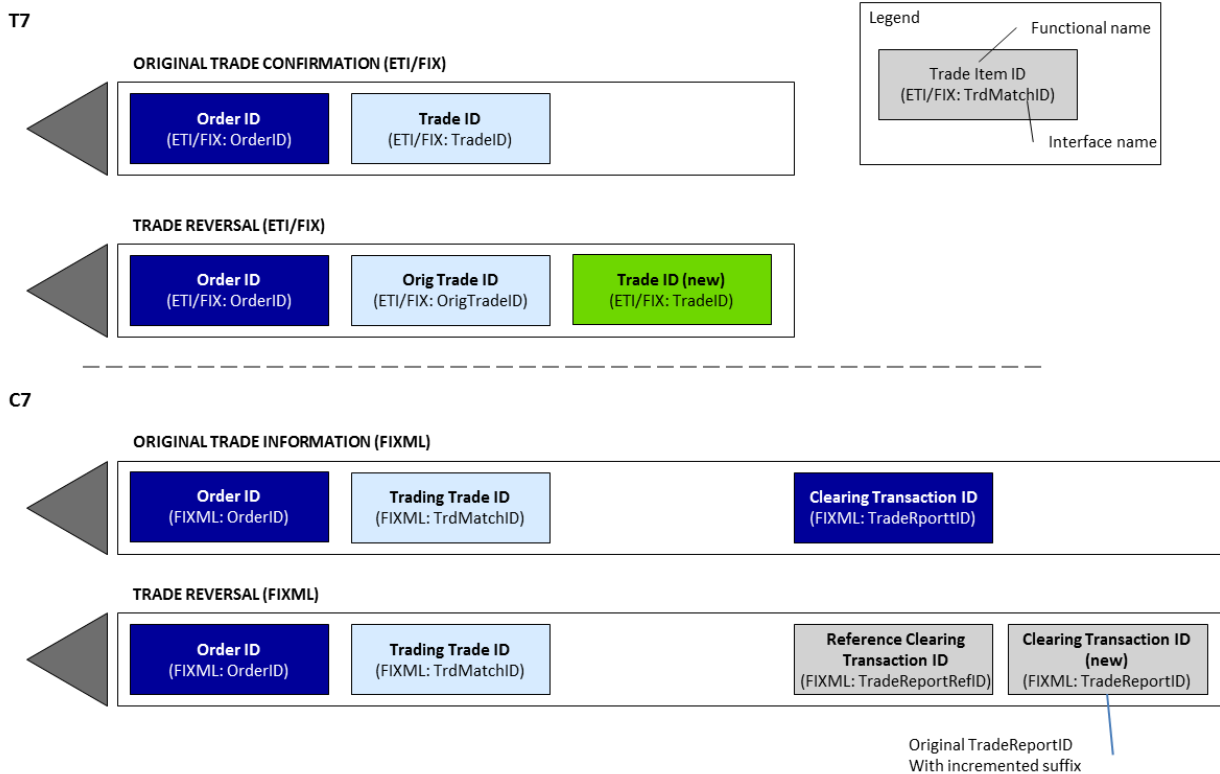 T7
Legend
Functional name
Trade Item ID
(ETI/FIX: TrdMatchID)
Interface name
ORIGINAL TRADE CONFIRMATION (ETI/FIX)
Order ID
(ETI/FIX: OrderID)
Trade ID
(ETI/FIX: TradeID)
TRADE REVERSAL (ETI/FIX)
Order ID
(ETI/FIX: OrderID)
Orig Trade ID
(ETI/FIX: OrigTradeID)
Trade ID (new)
(ETI/FIX: TradeID)
C7
ORIGINAL TRADE INFORMATION (FIXML)
Order ID
(FIXML: OrderID)
Trading Trade ID
(FIXML: TrdMatchID)
Clearing Transaction ID
(FIXML: TradeRporttID)
TRADE REVERSAL (FIXML)
Order ID
(FIXML: OrderID)
Trading Trade ID
(FIXML: TrdMatchID)
Reference Clearing
Transaction ID
(FIXML: TradeReportRefID)
Clearing Transaction ID
(new)
(FIXML: TradeReportID)
Original TradeReportID
With incremented suffix